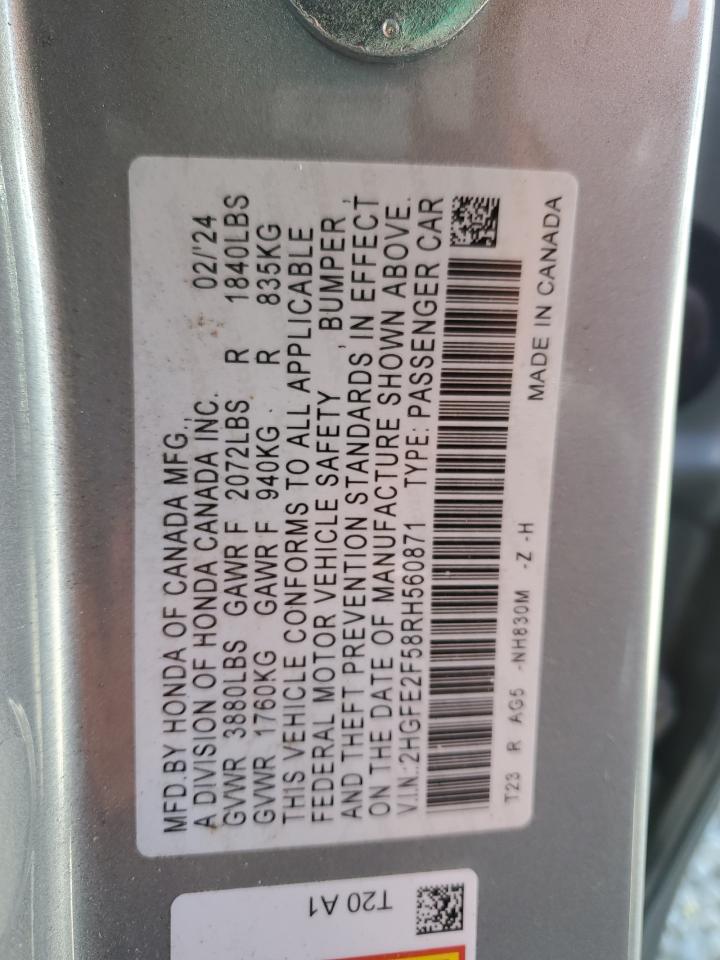 MFD.BY HONDA OF CANADA MFG.,
A DIVISION OF HONDA CANADA INC. 02/'24
GVWR 3880LBS GAWR F 2072LBS R 1840LBS
GVWR 1760KG GAWR F 940KG R 835KG
THIS VEHICLE CONFORMS TO ALL APPLICABLE
FEDERAL MOTOR VEHICLE SAFETY, BUMPER,
AND THEFT PREVENTION STANDARDS IN EFFECT
ON THE DATE OF MANUFACTURE SHOWN ABOVE.
V.I.N.:2HGFE2F58RH560871 TYPE: PASSENGER CAR
T23 R AG5 -NH830M -Z -H MADE IN CANADA
T20 A1